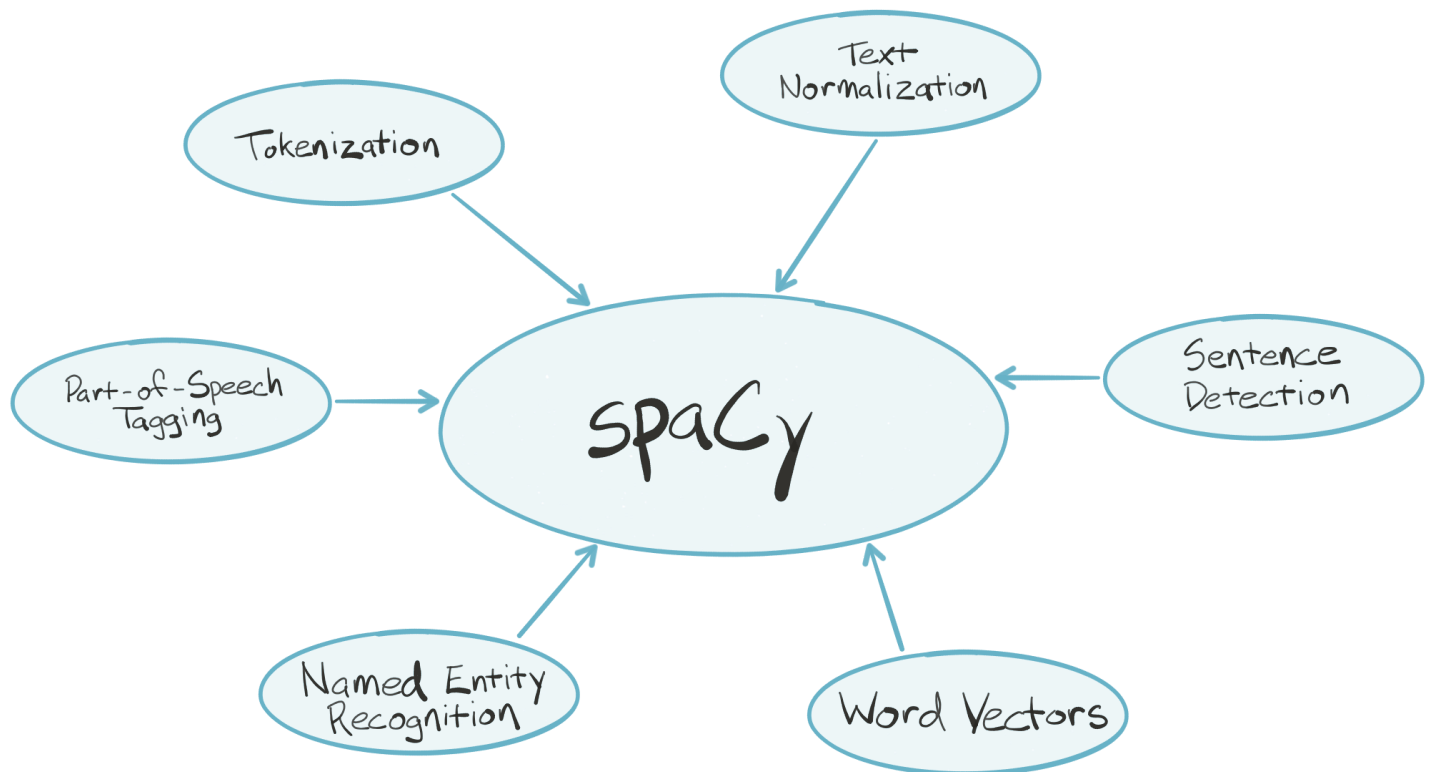 Text
Normalization
Tokenization
Sentence
Detection
Part-of-Speech
Tagging
spaCy
Named Entity
Recognition
Word Vectors